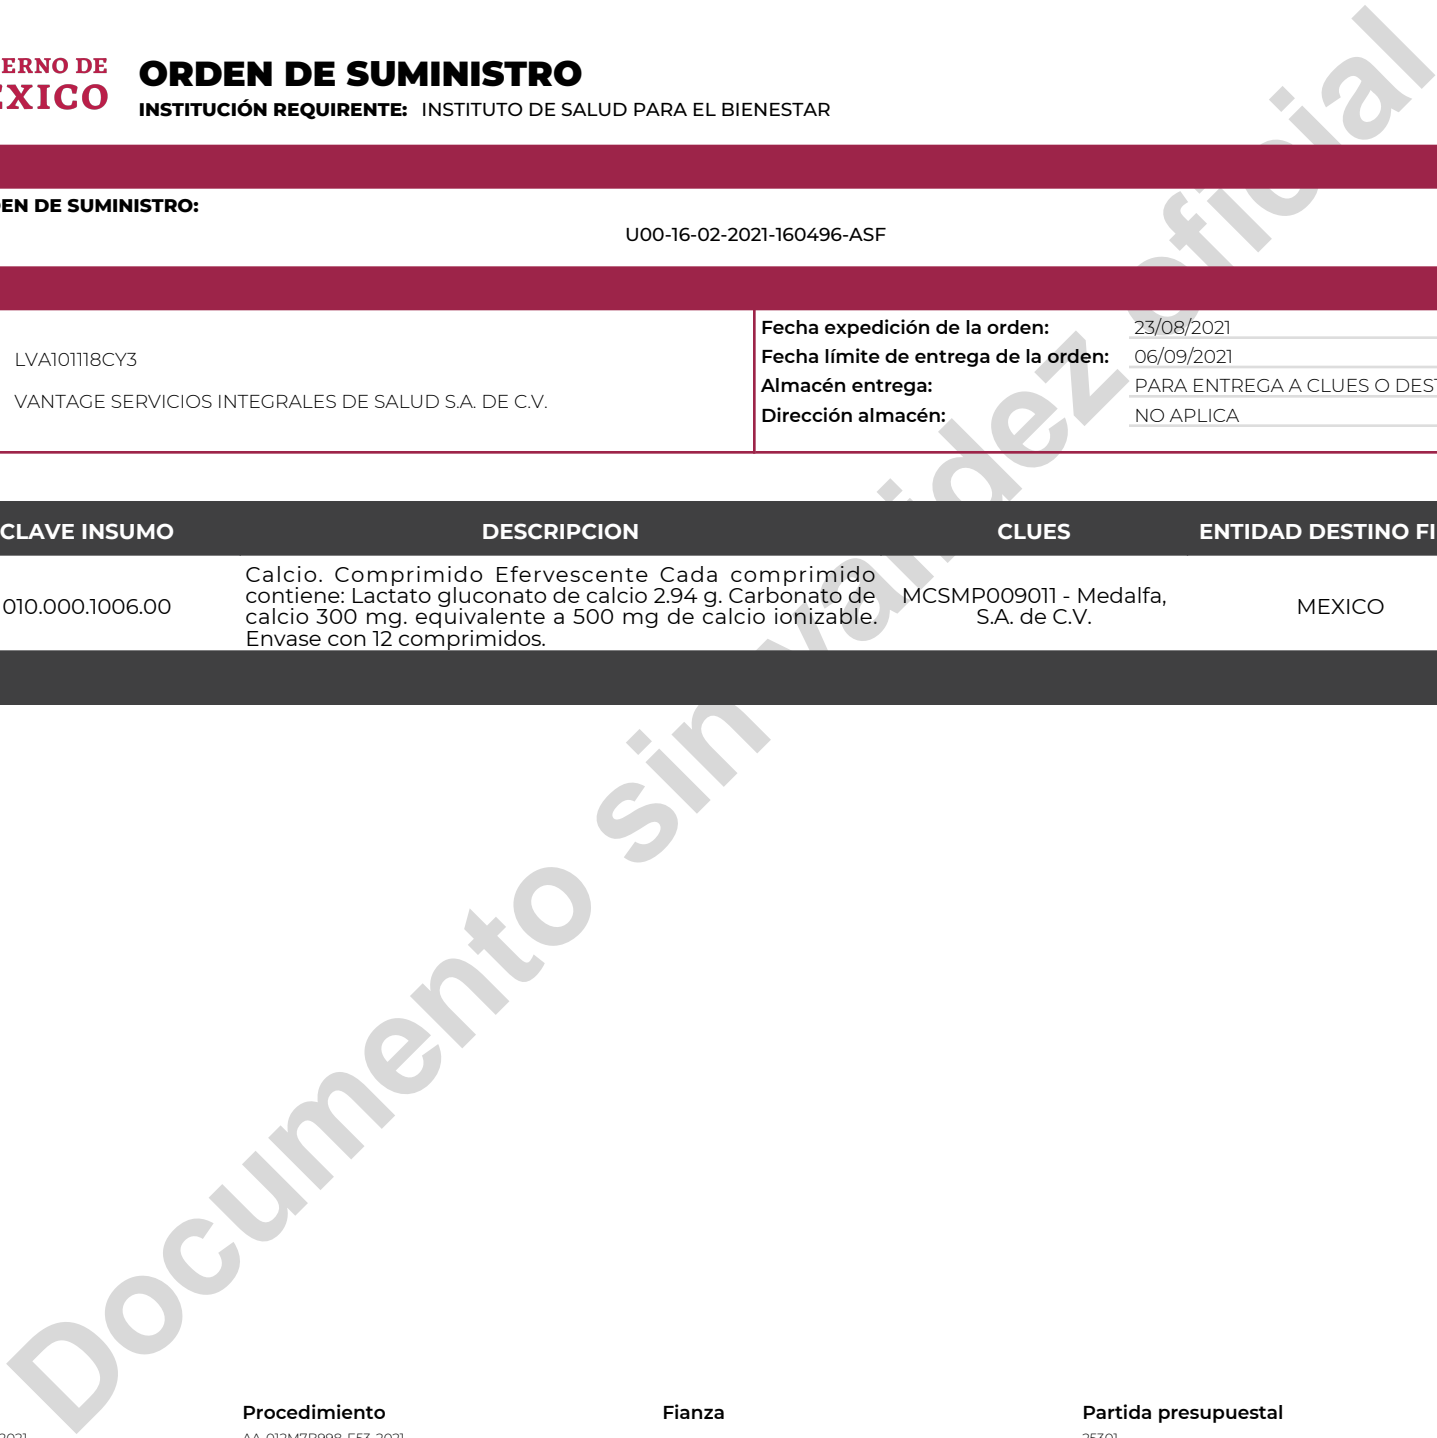 ERNO DE
EXICO
ORDEN DE SUMINISTRO
INSTITUCIÓN REQUIRENTE: INSTITUTO DE SALUD PARA EL BIENESTAR
EN DE SUMINISTRO:
U00-16-02-2021-160496-ASF
LVA101118CY3
VANTAGE SERVICIOS INTEGRALES DE SALUD S.A. DE C.V.
Fecha expedición de la orden: 23/08/2021
Fecha límite de entrega de la orden: 06/09/2021
Almacén entrega: PARA ENTREGA A CLUES O DEST
Dirección almacén: NO APLICA
CLAVE INSUMO DESCRIPCION CLUES ENTIDAD DESTINO FI
010.000.1006.00
Calcio. Comprimido Efervescente Cada comprimido
contiene: Lactato gluconato de calcio 2.94 g. Carbonato de
calcio 300 mg. equivalente a 500 mg de calcio ionizable.
Envase con 12 comprimidos.
MCSMP009011 - Medalfa,
S.A. de C.V.
MEXICO
Documento sin validez oficial
Procedimiento Fianza Partida presupuestal